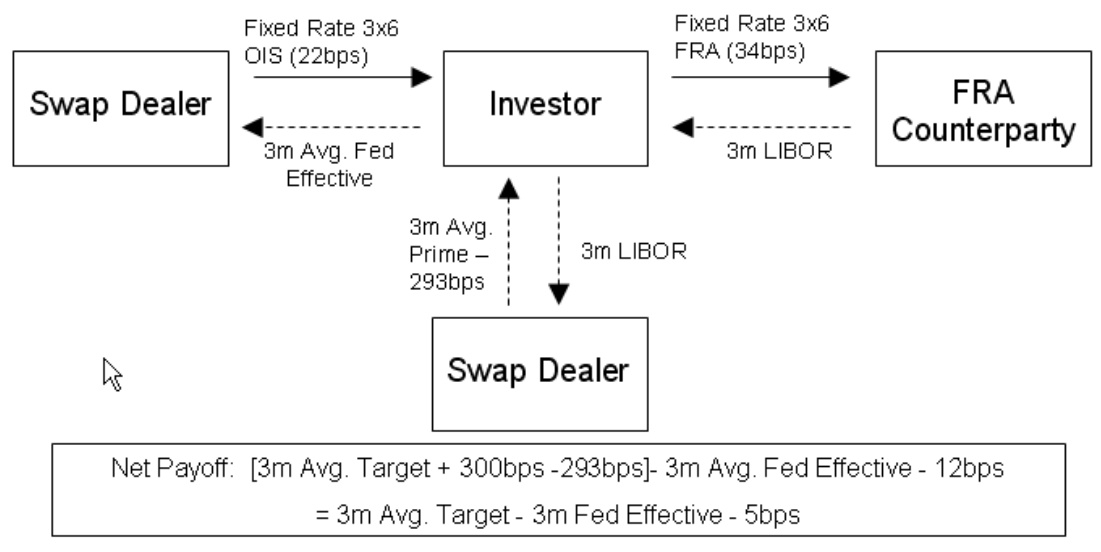 Fixed Rate 3x6
OIS (22bps)
Fixed Rate 3x6
FRA (34bps)
Swap Dealer
Investor
FRA
Counterparty
3m Avg. Fed
Effective
3m LIBOR
3m Avg.
Prime –
293bps
3m LIBOR
Swap Dealer
Net Payoff: [3m Avg. Target + 300bps -293bps]- 3m Avg. Fed Effective - 12bps
= 3m Avg. Target - 3m Fed Effective - 5bps